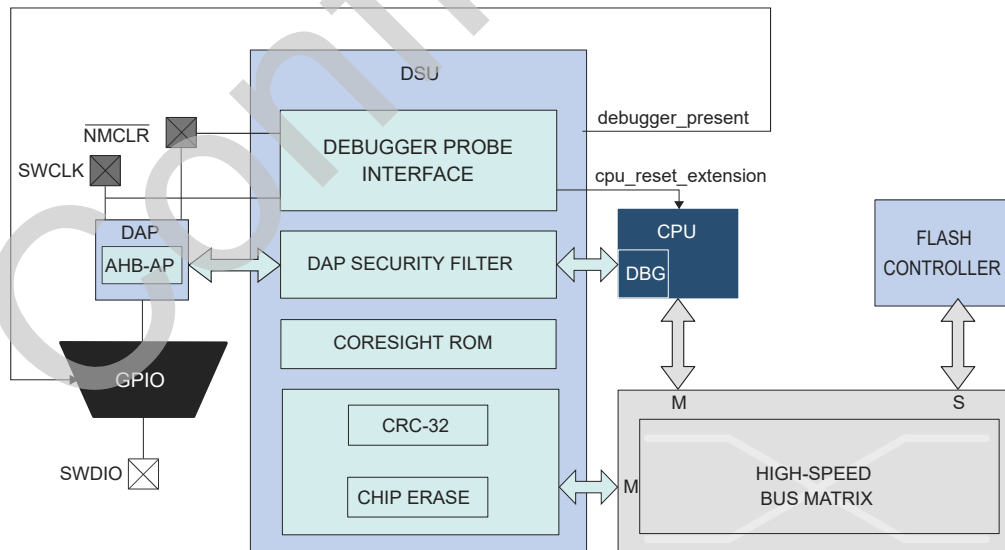 DSU
debugger_present
NMCLR
DEBUGGER PROBE
INTERFACE
SWCLK
cpu_reset_extension
DAP
AHB-AP
DAP SECURITY FILTER
CPU
DBG
FLASH
CONTROLLER
CORESIGHT ROM
GPIO
M
S
CRC-32
SWDIO
CHIP ERASE
M
HIGH-SPEED
BUS MATRIX